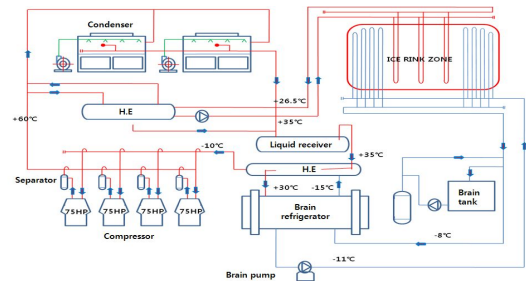 Condenser
ICE RINK ZONE
+26.5℃
H.E
+60℃
+35℃
-10℃
Liquid receiver
+35℃
H.E
Separator
+30℃
-15℃
Brain
refrigerator
Brain
tank
75HP
75HP
75HP
75HP
Compressor
-8℃
-11℃
Brain pump